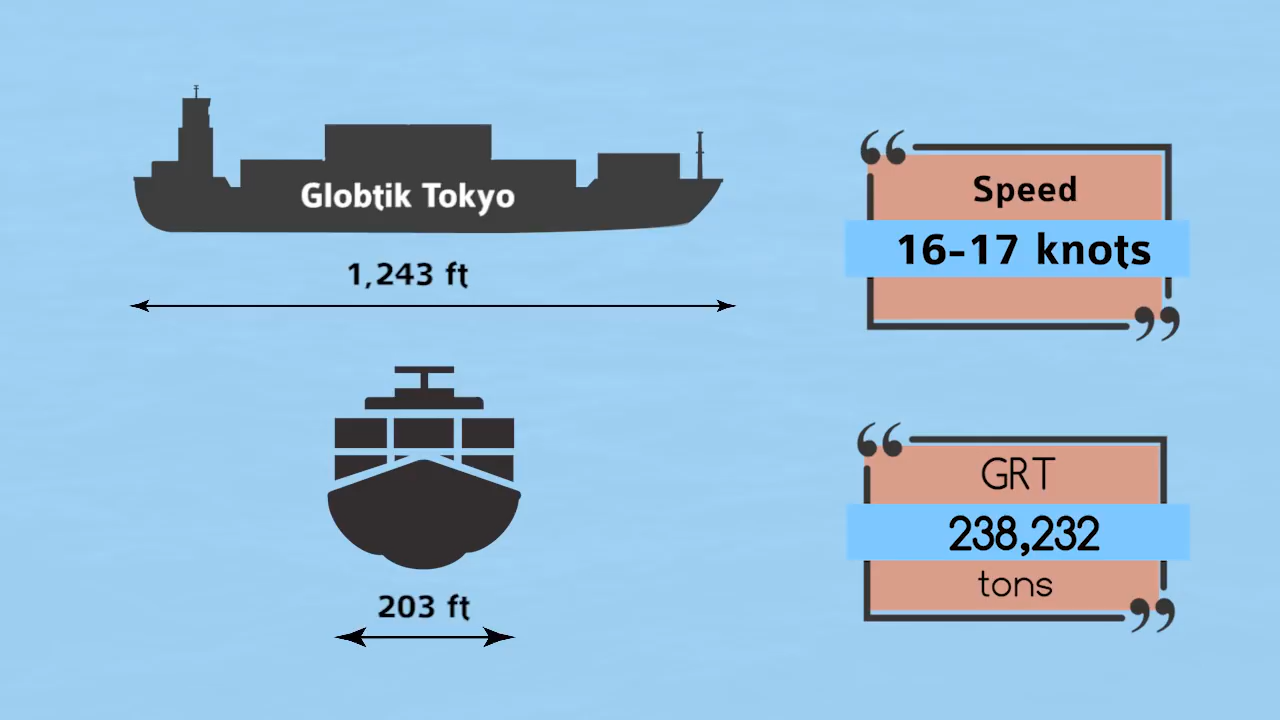 Globtik Tokyo
1,243 ft
203 ft
Speed
16-17 knots
GRT
238,232
tons